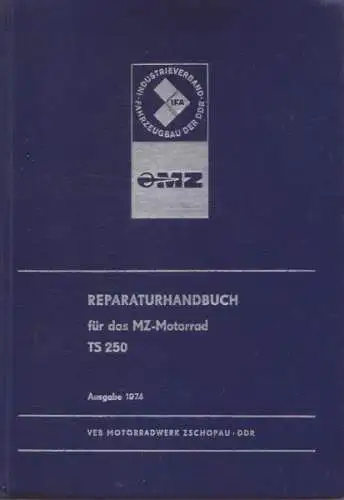 INDUSTRIEVERBAND-
FAHRZEUGBAU DER DDR
IFA
MZ
REPARATURHANDBUCH
für das MZ-Motorrad
TS 250
Ausgabe 1974
VEB MOTORRADWERK ZSCHOPAU · DDR